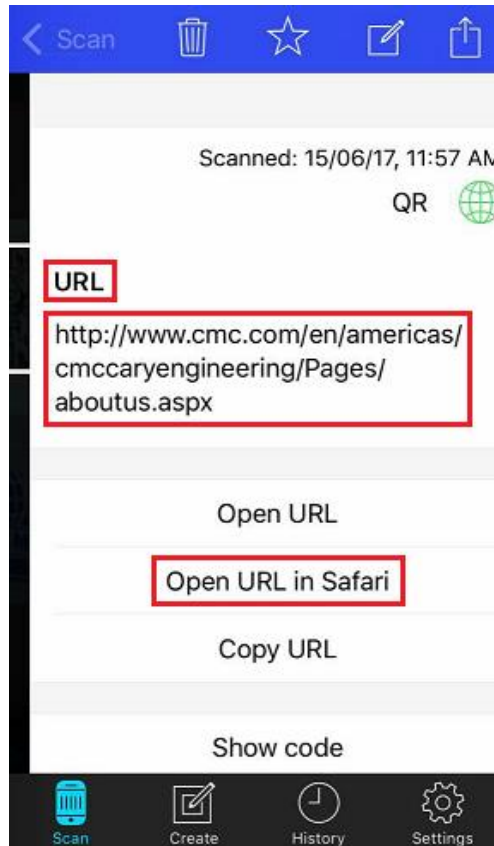 Scan
Scanned: 15/06/17, 11:57 AM
QR
URL
http://www.cmc.com/en/americas/
cmccaryengineering/Pages/
aboutus.aspx
Open URL
Open URL in Safari
Copy URL
Show code
Scan Create History Settings